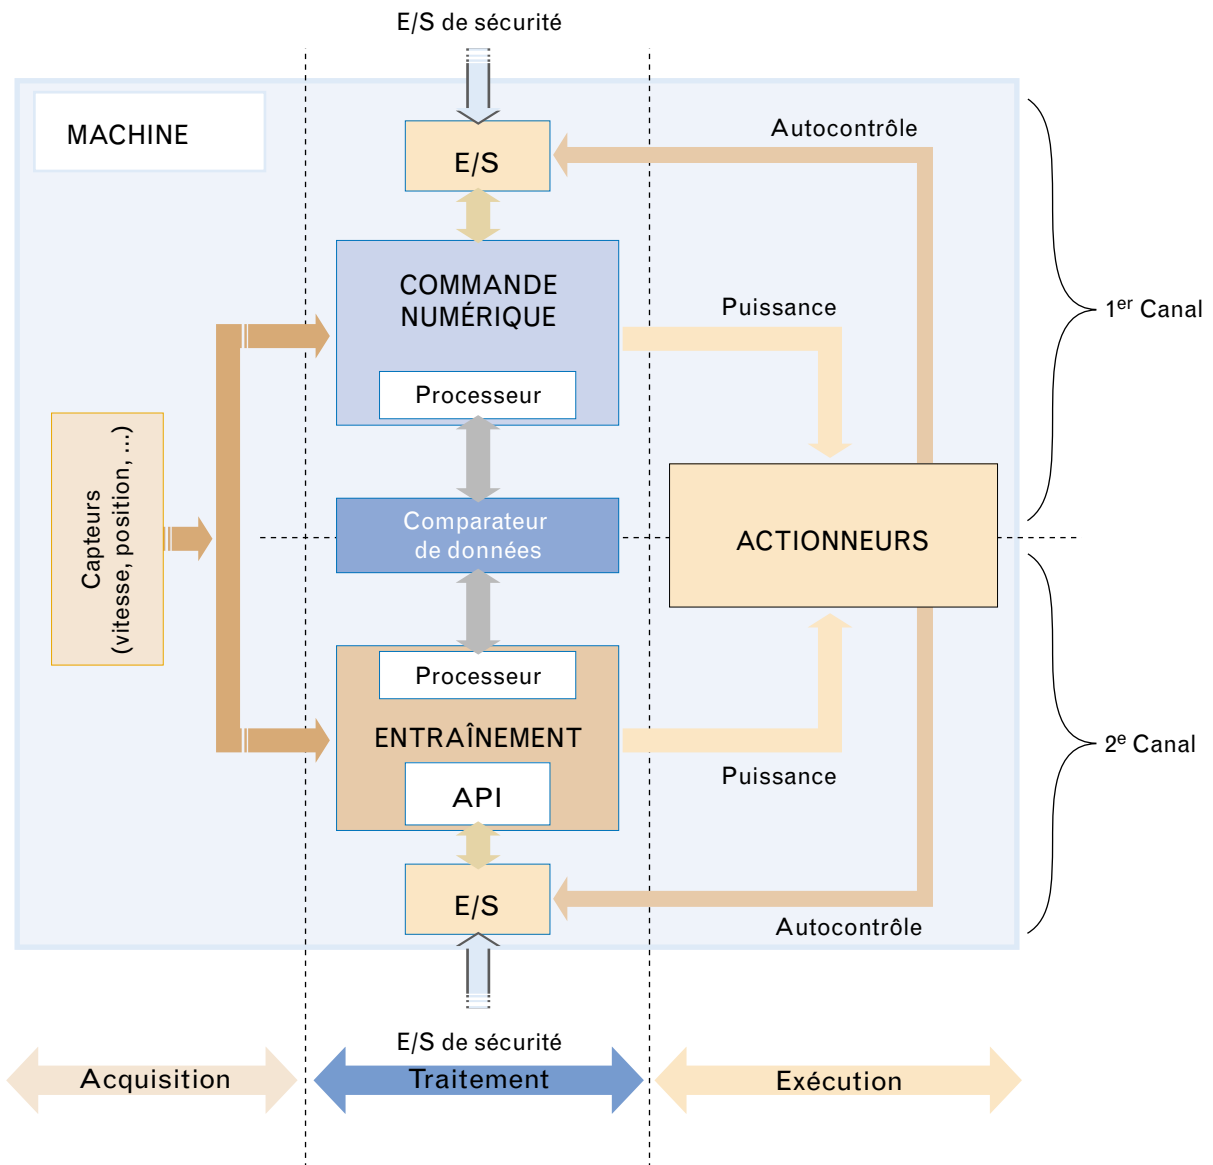 E/S de sécurité
MACHINE
Autocontrôle
E/S
COMMANDE
NUMÉRIQUE
Puissance
1er Canal
Processeur
Capteurs
(vitesse, position, ...)
Comparateur
de données
ACTIONNEURS
Processeur
ENTRAÎNEMENT
2e Canal
Puissance
API
E/S
Autocontrôle
E/S de sécurité
Acquisition
Traitement
Exécution